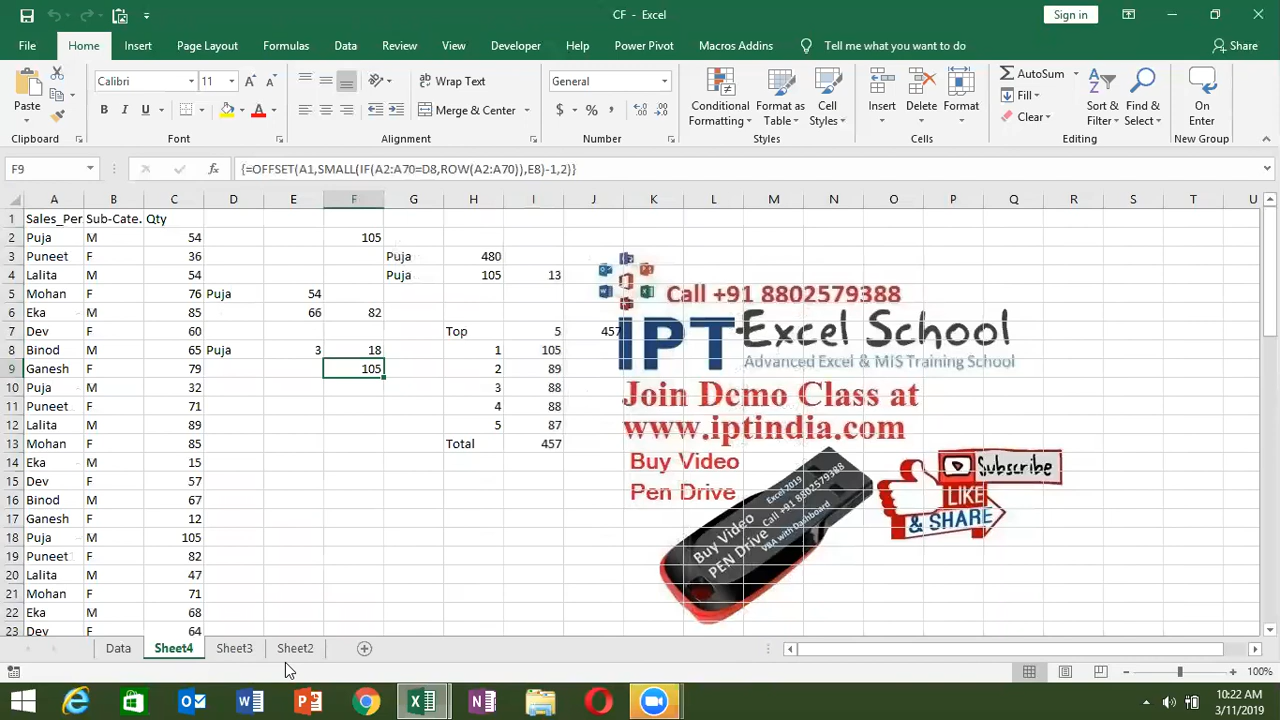 CF - Excel
Sign in
File Home Insert Page Layout Formulas Data Review View Developer Help Power Pivot Macros Addins Tell me what you want to do Share
Calibri 11 Wrap Text General AutoSum
Paste Merge & Center Conditional Formatting Format as Table Cell Styles Insert Delete Format Fill Clear Sort & Filter Find & Select On Entery
Clipboard Font Alignment Number Styles Cells Editing New Group
F9 {=OFFSET(A1,SMALL(IF(A2:A70=D8,ROW(A2:A70)),E8)-1,2)}
A B C D E F G H I J K L M N O P Q R S T U
1 Sales_Per Sub-Cate. Qty
2 Puja M 54 105
3 Puneet F 36 Puja 480
4 Lalita M 54 Puja 105 13
5 Mohan F 76 Puja 54
6 Eka M 85 66 82
7 Dev F 60 Top 5 457
8 Binod M 65 Puja 3 18 1 105
9 Ganesh F 79 105 2 89
10 Puja M 32 3 88
11 Puneet F 71 4 88
12 Lalita M 89 5 87
13 Mohan F 85 Total 457
14 Eka M 15
15 Dev F 57
16 Binod M 67
17 Ganesh F 12
18 Puja M 105
19 Puneet F 82
20 Lalita M 47
21 Mohan F 71
22 Eka M 68
23 Dev F 64
Call +91 8802579388
IPT Excel School
Advanced Excel & MIS Training School
Join Demo Class at
www.iptindia.com
Buy Video
Pen Drive
Excel 2019
Buy Video Call +91 8802579388
PEN Drive VBA with Dashboard
Subscribe
LIKE
& SHARE
Data Sheet4 Sheet3 Sheet2
100%
10:22 AM
3/11/2019